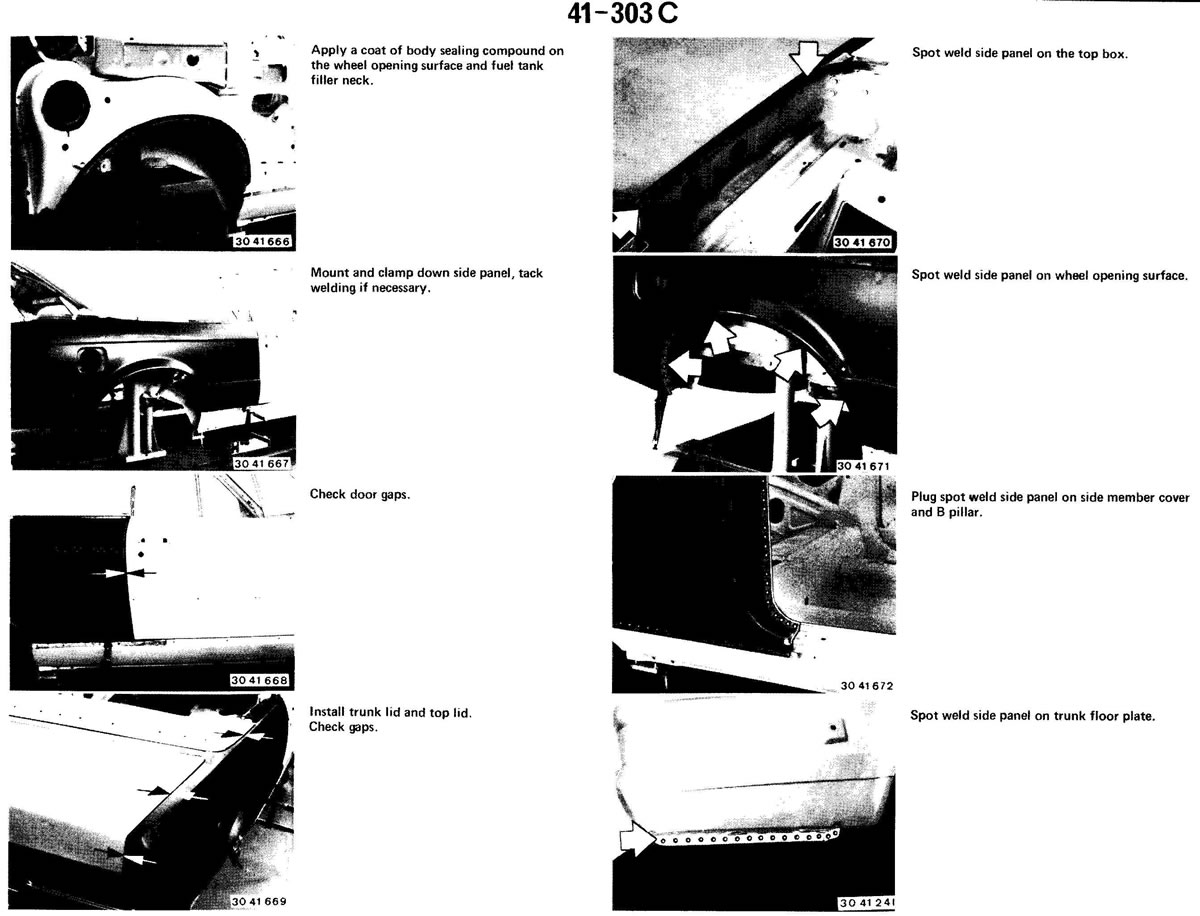 41-303 C
Apply a coat of body sealing compound on
the wheel opening surface and fuel tank
filler neck.
30 41 666
Mount and clamp down side panel, tack
welding if necessary.
30 41 667
Check door gaps.
30 41 668
Install trunk lid and top lid.
Check gaps.
30 41 669
Spot weld side panel on the top box.
30 41 670
Spot weld side panel on wheel opening surface.
30 41 671
Plug spot weld side panel on side member cover
and B pillar.
30 41 672
Spot weld side panel on trunk floor plate.
30 41 241